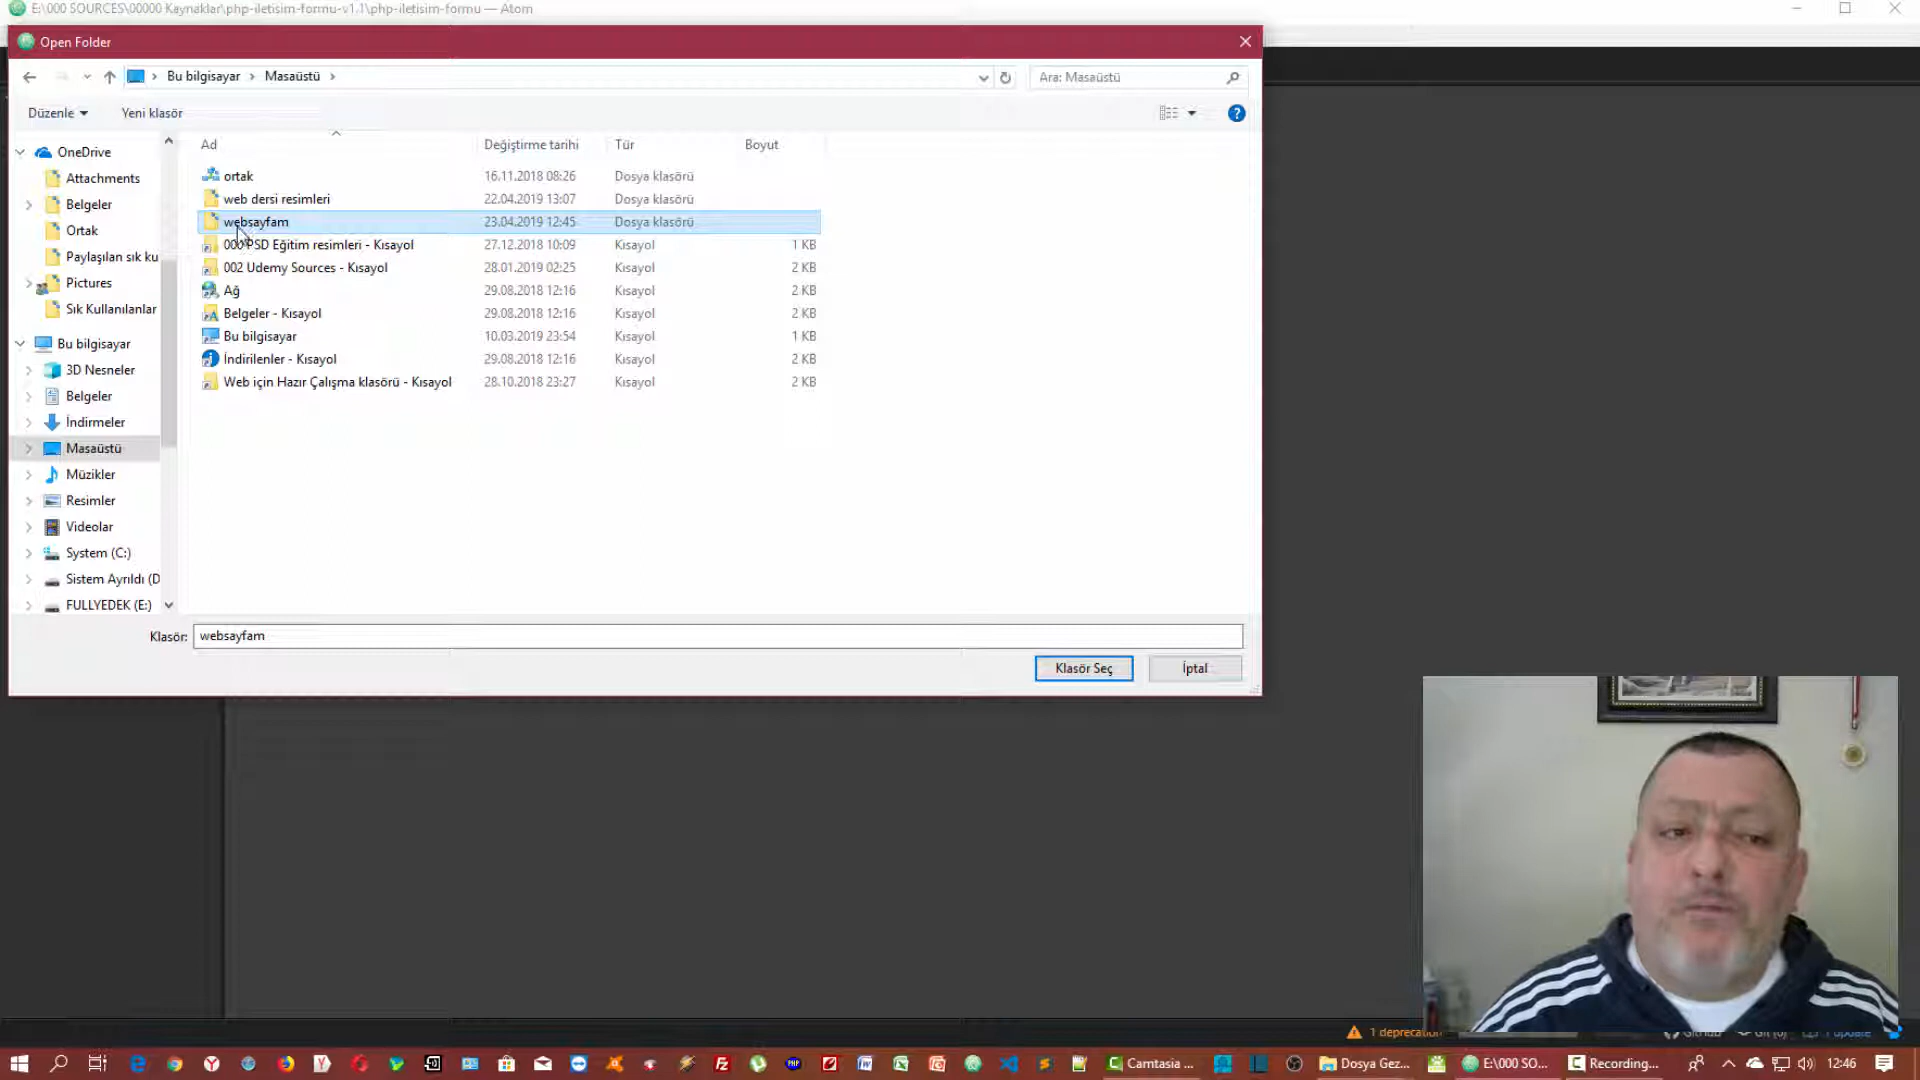 E:\000 SOURCES\00000 Kaynaklar\php-iletisim-formu-v1.1\php-iletisim-formu — Atom
Open Folder
Bu bilgisayar
Masaüstü
Ara: Masaüstü
Düzenle
Yeni klasör
Ad
Değiştirme tarihi
Tür
Boyut
OneDrive
Attachments
Belgeler
Ortak
Paylaşılan sık ku
Pictures
Sık Kullanılanlar
Bu bilgisayar
3D Nesneler
Belgeler
İndirmeler
Masaüstü
Müzikler
Resimler
Videolar
System (C:)
Sistem Ayrıldı (D
FULLYEDEK (E:)
ortak 16.11.2018 08:26 Dosya klasörü
web dersi resimleri 22.04.2019 13:07 Dosya klasörü
websayfam 23.04.2019 12:45 Dosya klasörü
000 PSD Eğitim resimleri - Kısayol 27.12.2018 10:09 Kısayol 1 KB
002 Udemy Sources - Kısayol 28.01.2019 02:25 Kısayol 2 KB
Ağ 29.08.2018 12:16 Kısayol 2 KB
Belgeler - Kısayol 29.08.2018 12:16 Kısayol 2 KB
Bu bilgisayar 10.03.2019 23:54 Kısayol 1 KB
İndirilenler - Kısayol 29.08.2018 12:16 Kısayol 2 KB
Web için Hazır Çalışma klasörü - Kısayol 28.10.2018 23:27 Kısayol 2 KB
Klasör: websayfam
Klasör Seç
İptal
1 deprecation
GitHub
Git (0)
1 update
Camtasia ...
Dosya Gez...
E:\000 SO...
Recording...
12:46